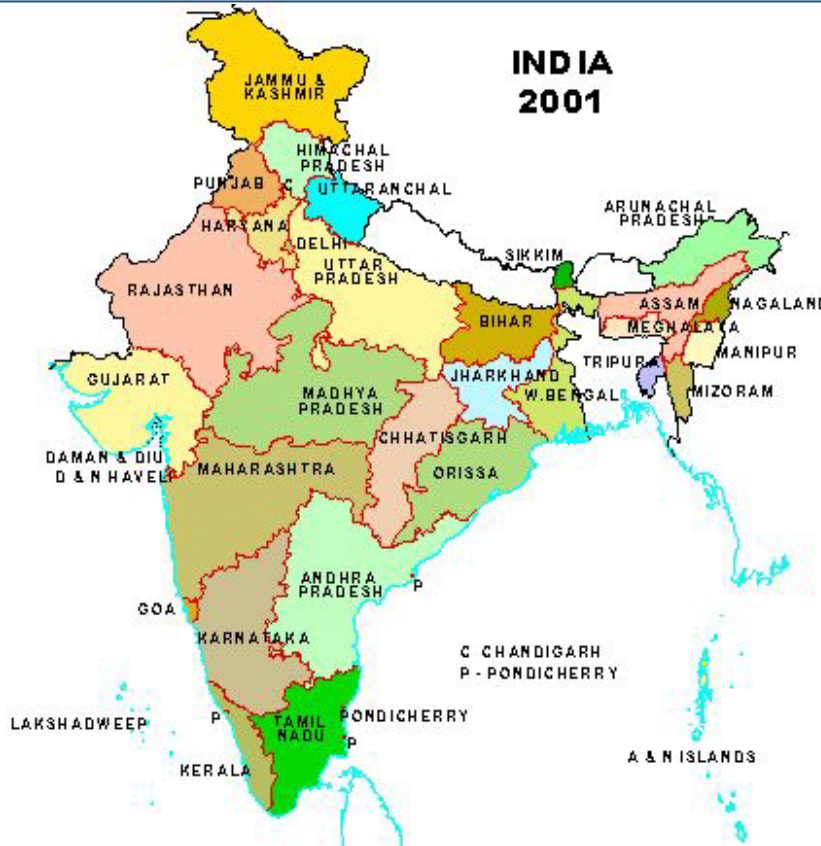 INDIA
2001
JAMMU &
KASHMIR
HIMACHAL
PRADESH
PUNJAB
C
UTTARANCHAL
ARUNACHAL
PRADESH
HARYANA
DELHI
SIKKIM
UTTAR
PRADESH
RAJASTHAN
ASSAM
NAGALAND
BIHAR
MEGHALAYA
MANIPUR
TRIPURA
GUJARAT
JHARKHAND
MADHYA
PRADESH
W.BENGAL
MIZORAM
CHHATISGARH
DAMAN & DIU
D & N HAVELI
MAHARASHTRA
ORISSA
ANDHRA
PRADESH
P
GOA
KARNATAKA
C CHANDIGARH
P - PONDICHERRY
LAKSHADWEEP
P
TAMIL
NADU
PONDICHERRY
P
KERALA
A & N ISLANDS